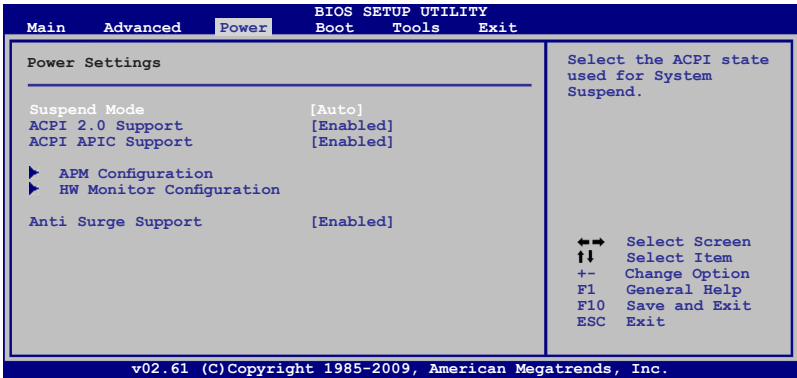 BIOS SETUP UTILITY
Main Advanced Power Boot Tools Exit
Power Settings
Suspend Mode [Auto]
ACPI 2.0 Support [Enabled]
ACPI APIC Support [Enabled]
APM Configuration
HW Monitor Configuration
Anti Surge Support [Enabled]
Select the ACPI state
used for System
Suspend.
←→ Select Screen
↑↓ Select Item
+- Change Option
F1 General Help
F10 Save and Exit
ESC Exit
v02.61 (C)Copyright 1985-2009, American Megatrends, Inc.